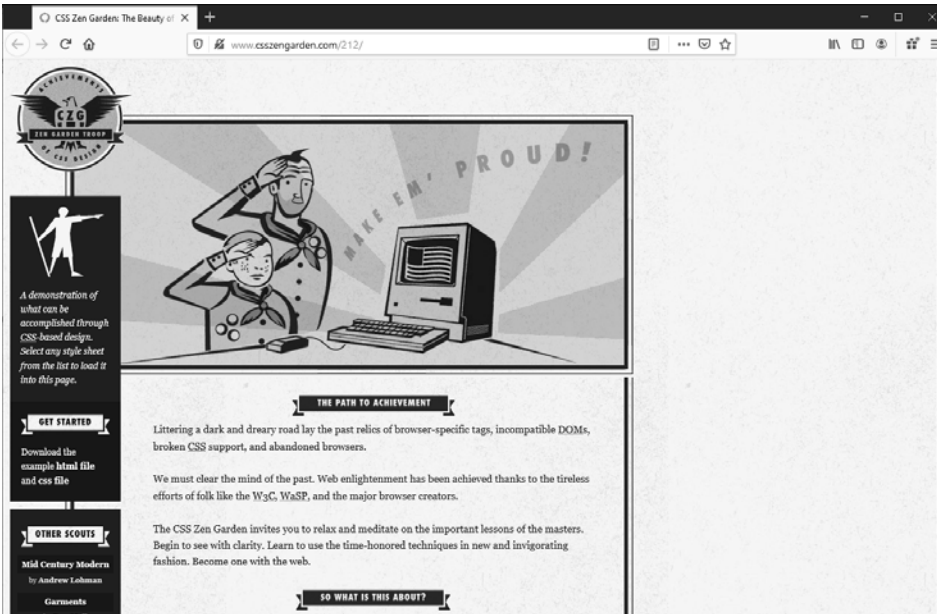 CSS Zen Garden: The Beauty of
www.csszengarden.com/212/
ACHIEVEMENTS
CZG
ZEN GARDEN TROOP
OF CSS DESIGN
MAKE EM' PROUD!
A demonstration of
what can be
accomplished through
CSS-based design.
Select any style sheet
from the list to load it
into this page.
GET STARTED
Download the
example html file
and css file
OTHER SCOUTS
Mid Century Modern
by Andrew Lohman
Garments
THE PATH TO ACHIEVEMENT
Littering a dark and dreary road lay the past relics of browser-specific tags, incompatible DOMs,
broken CSS support, and abandoned browsers.
We must clear the mind of the past. Web enlightenment has been achieved thanks to the tireless
efforts of folk like the W3C, WaSP, and the major browser creators.
The CSS Zen Garden invites you to relax and meditate on the important lessons of the masters.
Begin to see with clarity. Learn to use the time-honored techniques in new and invigorating
fashion. Become one with the web.
SO WHAT IS THIS ABOUT?